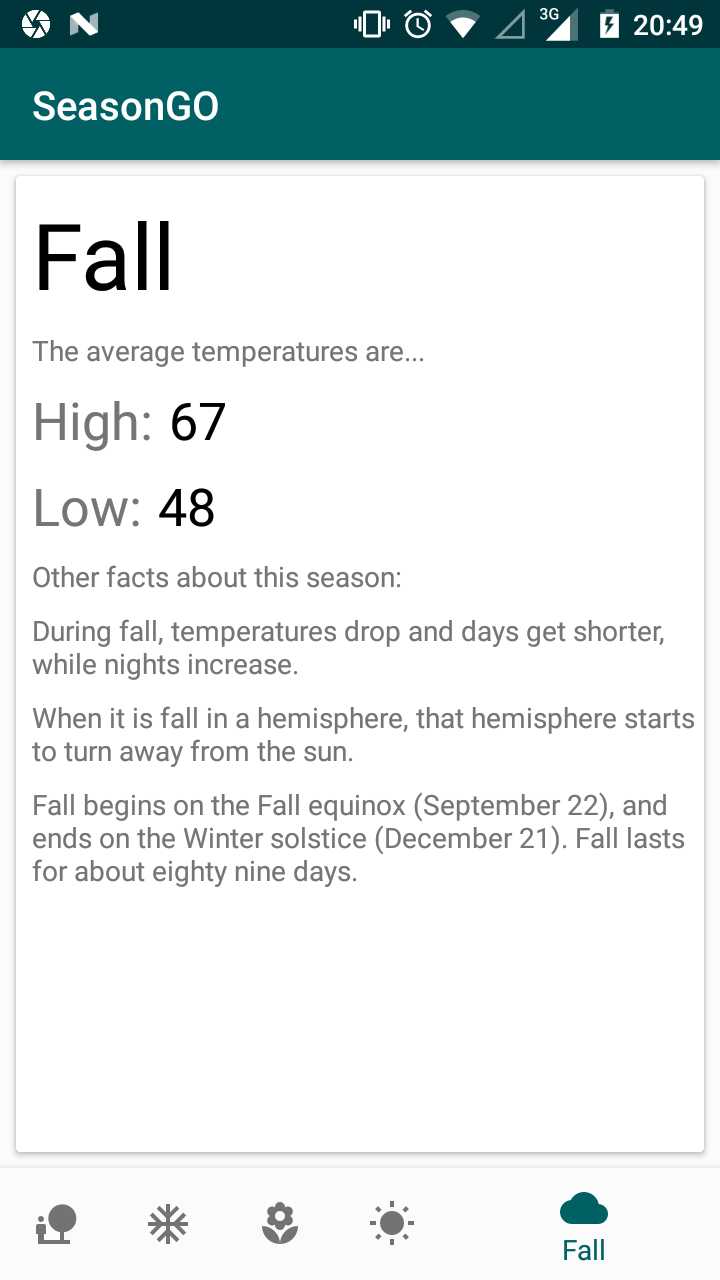 3G 20:49
SeasonGO
Fall
The average temperatures are...
High: 67
Low: 48
Other facts about this season:
During fall, temperatures drop and days get shorter,
while nights increase.
When it is fall in a hemisphere, that hemisphere starts
to turn away from the sun.
Fall begins on the Fall equinox (September 22), and
ends on the Winter solstice (December 21). Fall lasts
for about eighty nine days.
Fall